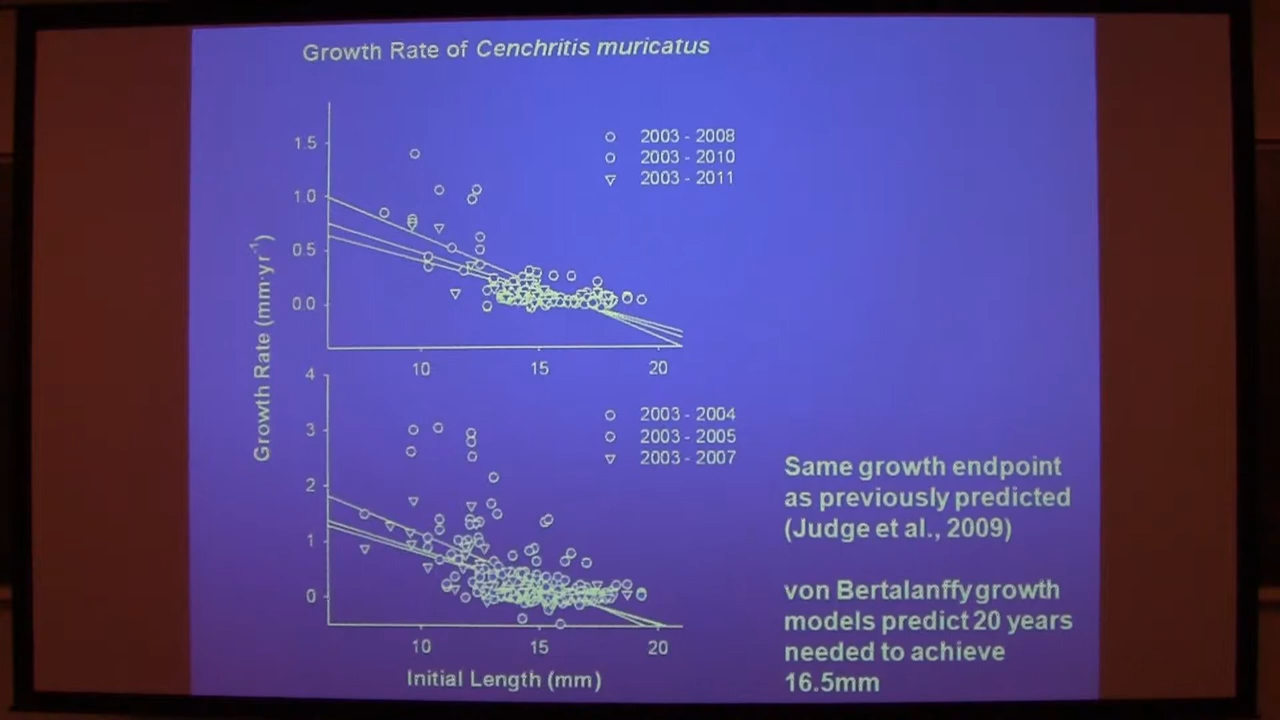 Growth Rate of Cenchritis muricatus
2003 - 2008
2003 - 2010
2003 - 2011
1.5
1.0
0.5
0.0
10
15
20
Growth Rate (mm·yr⁻¹)
4
3
2
1
0
2003 - 2004
2003 - 2005
2003 - 2007
10
15
20
Initial Length (mm)
Same growth endpoint
as previously predicted
(Judge et al., 2009)
von Bertalanffy growth
models predict 20 years
needed to achieve
16.5mm